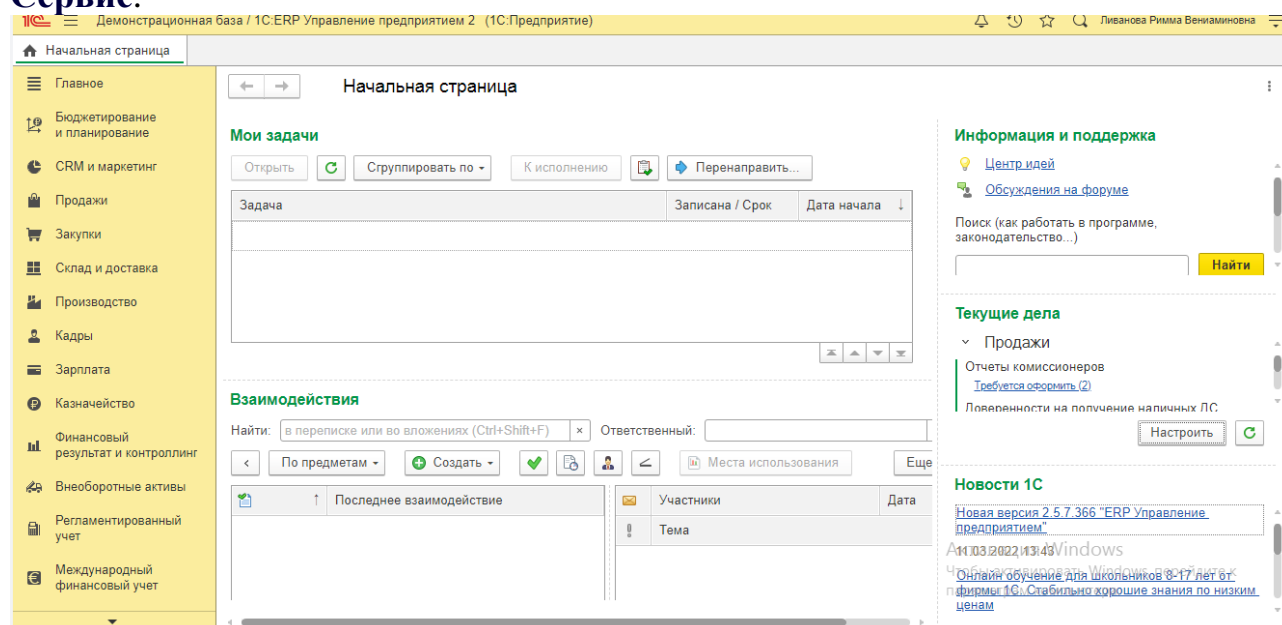 Сервис.
1С Демонстрационная база / 1С:ERP Управление предприятием 2 (1С:Предприятие) Ливанова Римма Вениаминовна
Начальная страница
Главное
Бюджетирование
и планирование
CRM и маркетинг
Продажи
Закупки
Склад и доставка
Производство
Кадры
Зарплата
Казначейство
Финансовый
результат и контроллинг
Внеоборотные активы
Регламентированный
учет
Международный
финансовый учет
Начальная страница
Мои задачи
Открыть Сгруппировать по К исполнению Перенаправить...
Задача Записана / Срок Дата начала ↓
Взаимодействия
Найти: в переписке или во вложениях (Ctrl+Shift+F) × Ответственный:
По предметам Создать Места использования Еще
↑ Последнее взаимодействие
Участники Дата
Тема
Информация и поддержка
Центр идей
Обсуждения на форуме
Поиск (как работать в программе,
законодательство...)
Найти
Текущие дела
Продажи
Отчеты комиссионеров
Требуется оформить (2)
Доверенности на получение наличных ДС
Настроить
Новости 1С
Новая версия 2.5.7.366 "ERP Управление
предприятием"
11.03.2022 13:43
Онлайн обучение для школьников 8-17 лет от
фирмы 1С: Стабильно хорошие знания по низким
ценам
Windows